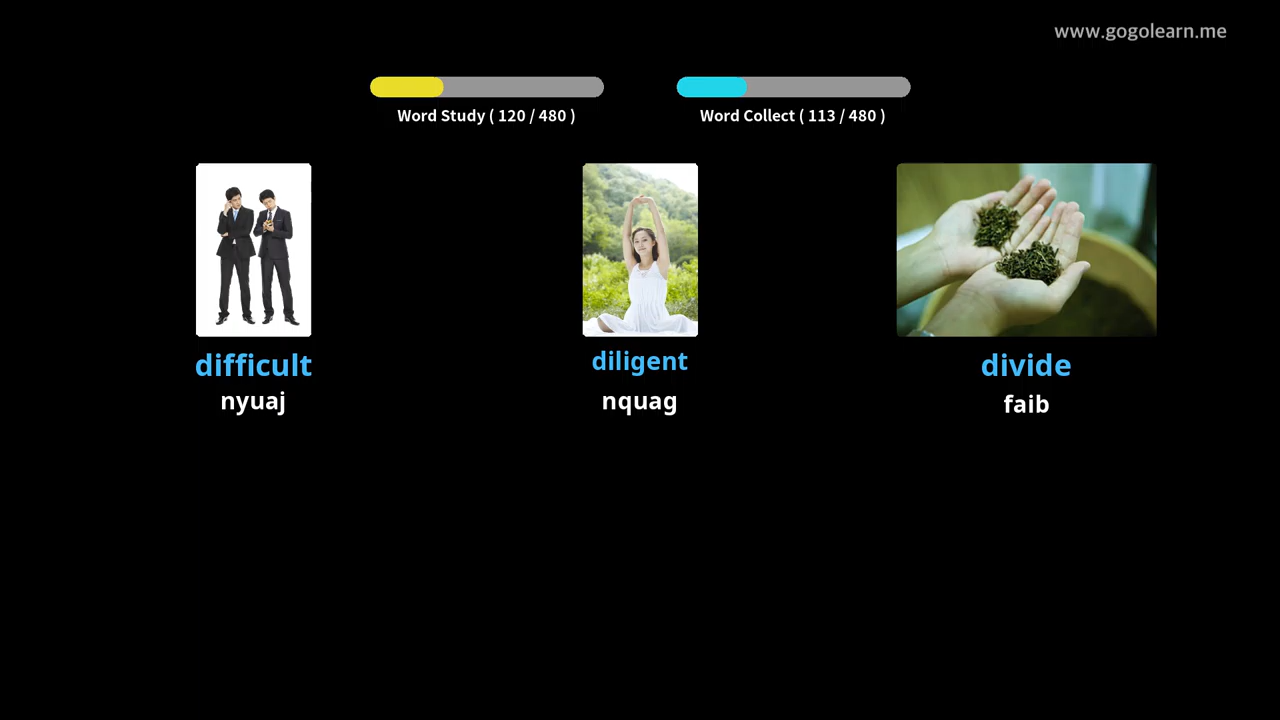 www.gogolearn.me
Word Study ( 120 / 480 )
Word Collect ( 113 / 480 )
difficult
nyuaj
diligent
nquag
divide
faib